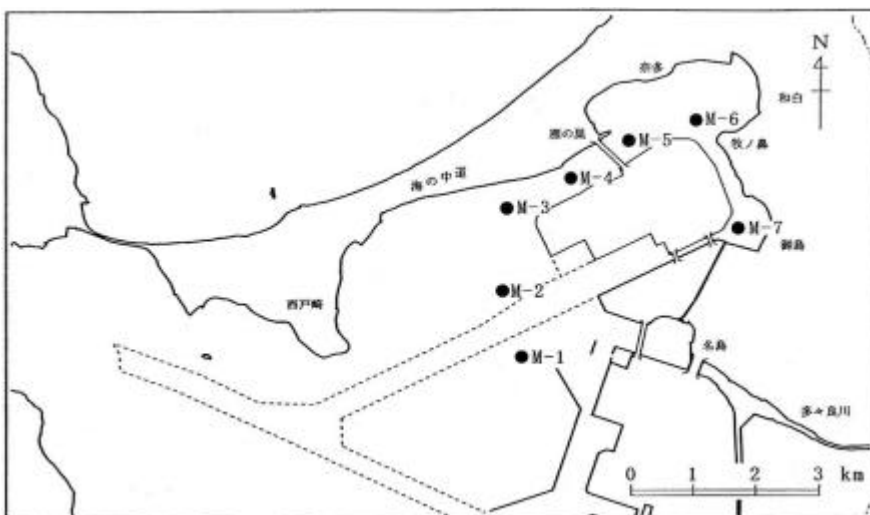 N
奈多
和白
M-6
雁の巣
M-5
牧ノ鼻
海の中道
M-4
M-3
M-7
御島
M-2
西戸崎
M-1
名島
多々良川
0 1 2 3 km